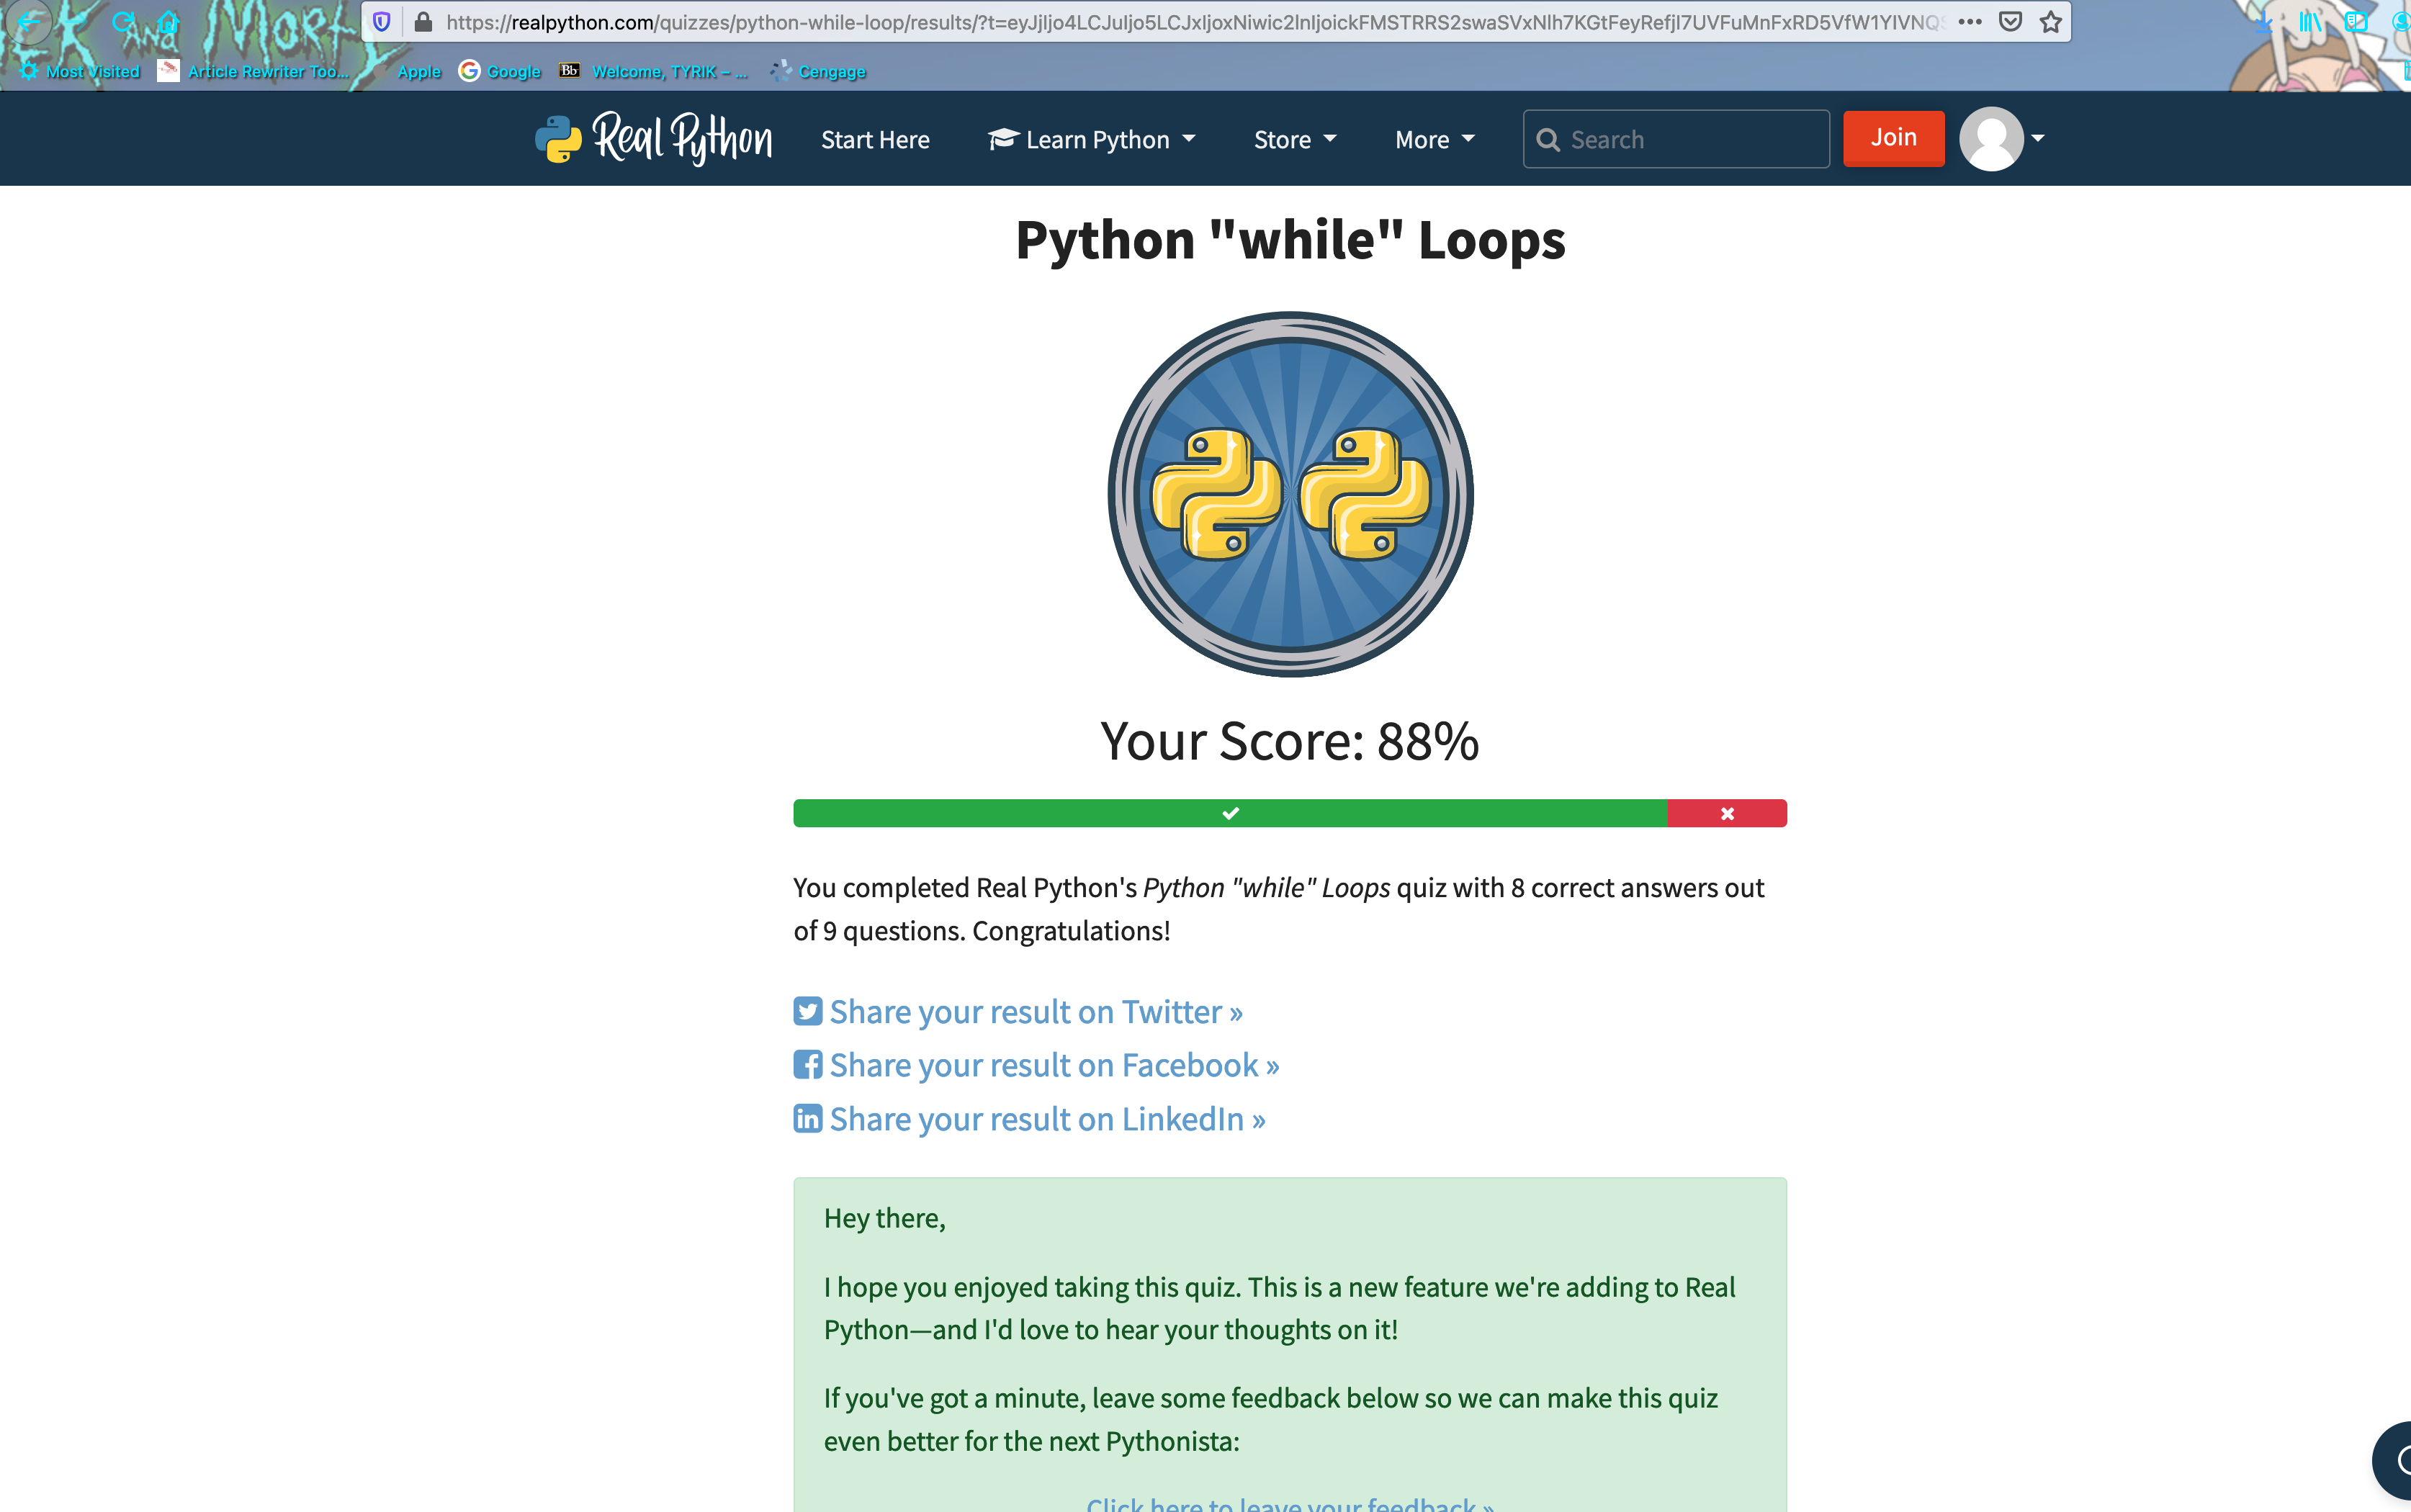 EK And Morty
https://realpython.com/quizzes/python-while-loop/results/?t=
Most Visited Article Rewriter Too... Apple Google Bb Welcome, TYRIK – ... Cengage
Real Python Start Here Learn Python Store More Search Join
Python "while" Loops
Your Score: 88%
You completed Real Python's Python "while" Loops quiz with 8 correct answers out
of 9 questions. Congratulations!
Share your result on Twitter »
Share your result on Facebook »
Share your result on LinkedIn »
Hey there,
I hope you enjoyed taking this quiz. This is a new feature we're adding to Real
Python—and I'd love to hear your thoughts on it!
If you've got a minute, leave some feedback below so we can make this quiz
even better for the next Pythonista:
Click here to leave your feedback »